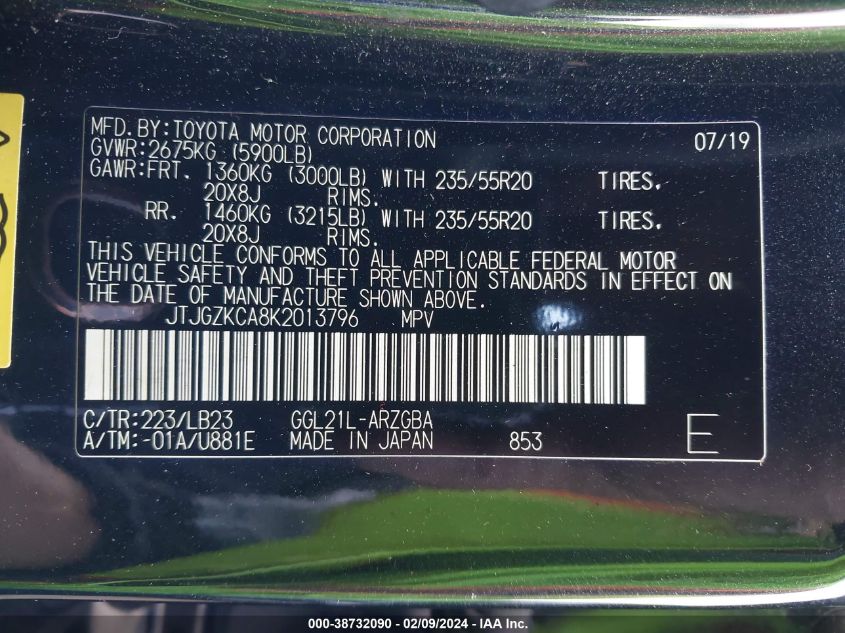 MFD. BY: TOYOTA MOTOR CORPORATION 07/19
GVWR: 2675KG (5900LB)
GAWR: FRT. 1360KG (3000LB) WITH 235/55R20 TIRES.
20X8J RIMS.
RR. 1460KG (3215LB) WITH 235/55R20 TIRES.
20X8J RIMS.
THIS VEHICLE CONFORMS TO ALL APPLICABLE FEDERAL MOTOR
VEHICLE SAFETY AND THEFT PREVENTION STANDARDS IN EFFECT ON
THE DATE OF MANUFACTURE SHOWN ABOVE.
JTJGZKCA8K2013796 MPV
C/TR: 223/LB23 GGL21L-ARZGBA
A/TM: -01A/U881E MADE IN JAPAN 853 E
000-38732090 - 02/09/2024 - IAA Inc.